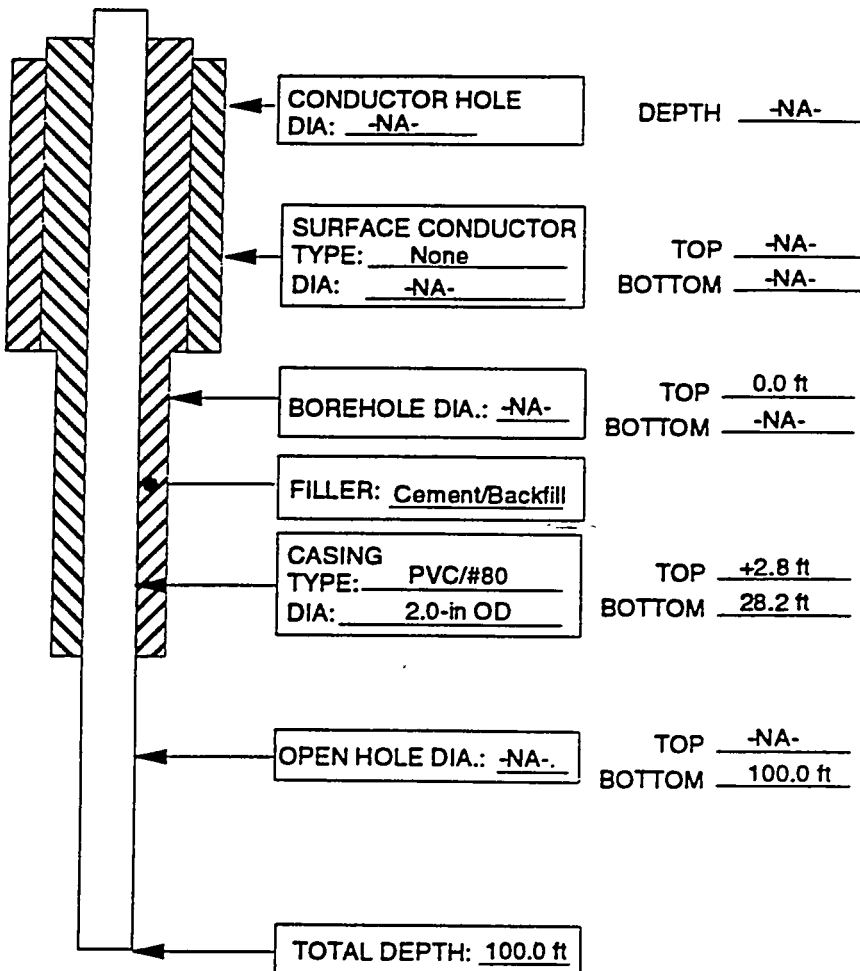 CONDUCTOR HOLE
DIA: -NA-
DEPTH -NA-
SURFACE CONDUCTOR
TYPE: None
DIA: -NA-
TOP -NA-
BOTTOM -NA-
BOREHOLE DIA.: -NA-
TOP 0.0 ft
BOTTOM -NA-
FILLER: Cement/Backfill
CASING
TYPE: PVC/#80
DIA: 2.0-in OD
TOP +2.8 ft
BOTTOM 28.2 ft
OPEN HOLE DIA.: -NA-.
TOP -NA-
BOTTOM 100.0 ft
TOTAL DEPTH: 100.0 ft